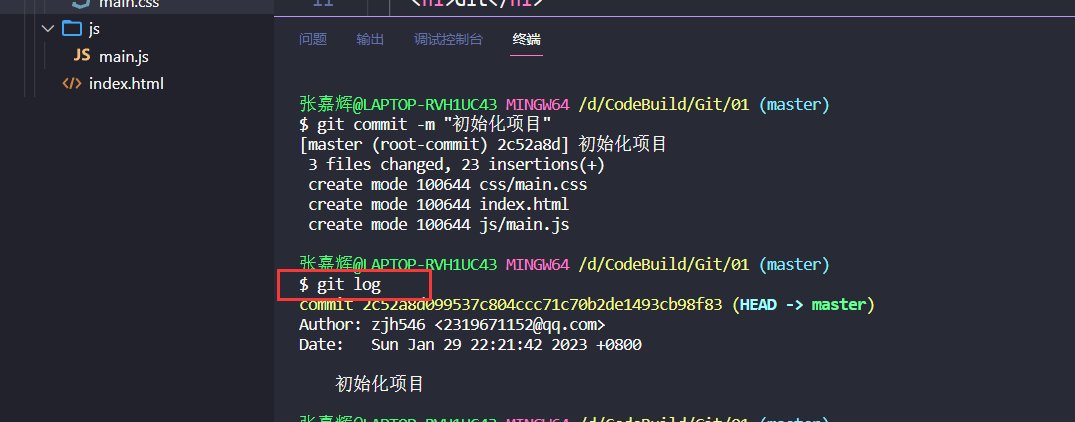 main.css
js
JS main.js
</> index.html
11 <h1>Git</h1>
问题 输出 调试控制台 终端
张嘉辉@LAPTOP-RVH1UC43 MINGW64 /d/CodeBuild/Git/01 (master)
$ git commit -m "初始化项目"
[master (root-commit) 2c52a8d] 初始化项目
3 files changed, 23 insertions(+)
create mode 100644 css/main.css
create mode 100644 index.html
create mode 100644 js/main.js
张嘉辉@LAPTOP-RVH1UC43 MINGW64 /d/CodeBuild/Git/01 (master)
$ git log
commit 2c52a8d099537c804ccc71c70b2de1493cb98f83 (HEAD -> master)
Author: zjh546 <2319671152@qq.com>
Date:   Sun Jan 29 22:21:42 2023 +0800
初始化项目
张嘉辉@LAPTOP-RVH1UC43 MINGW64 /d/CodeBuild/Git/01 (master)